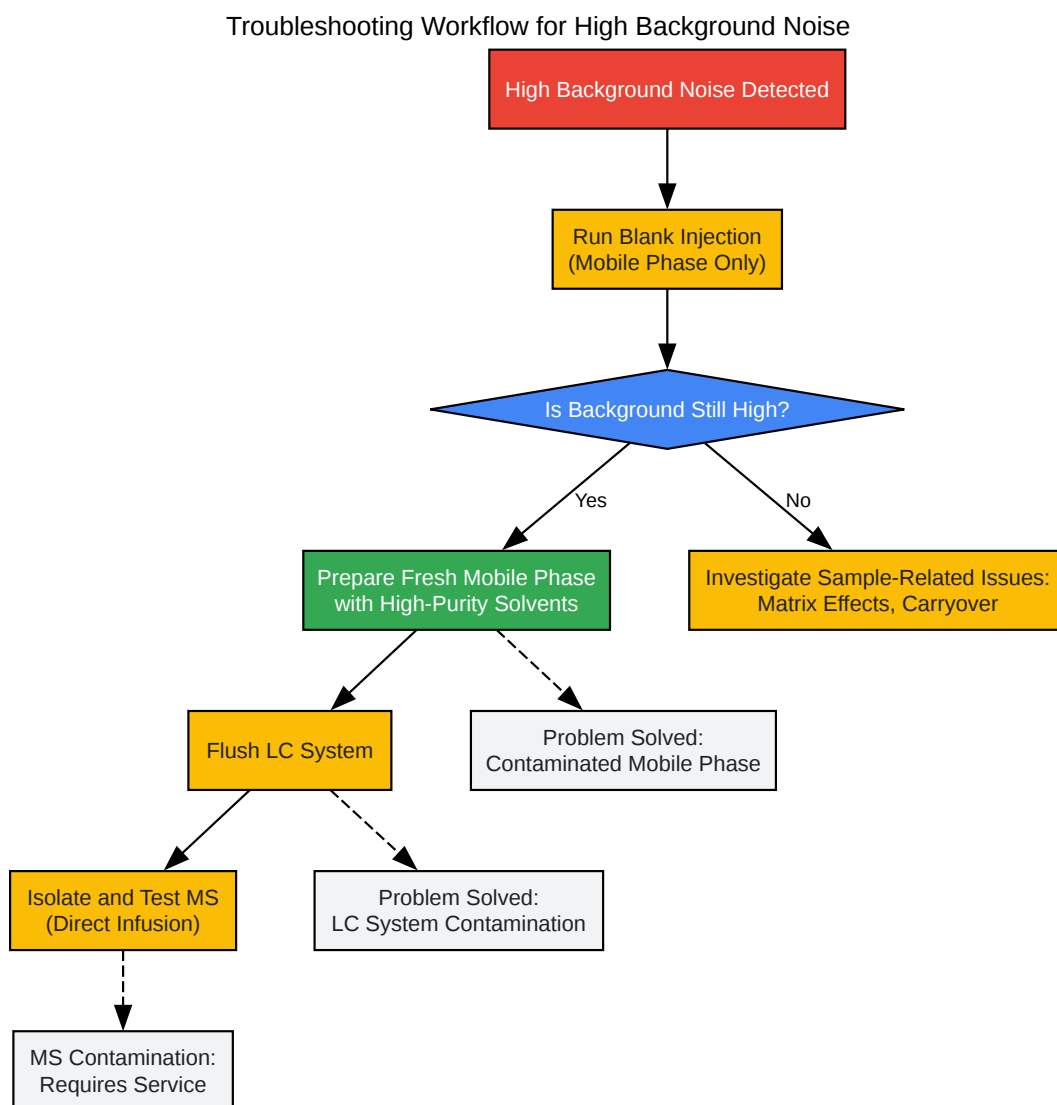 Troubleshooting Workflow for High Background Noise
High Background Noise Detected
Run Blank Injection
(Mobile Phase Only)
Is Background Still High?
Yes
No
Prepare Fresh Mobile Phase
with High-Purity Solvents
Investigate Sample-Related Issues:
Matrix Effects, Carryover
Flush LC System
Problem Solved:
Contaminated Mobile Phase
Isolate and Test MS
(Direct Infusion)
Problem Solved:
LC System Contamination
MS Contamination:
Requires Service